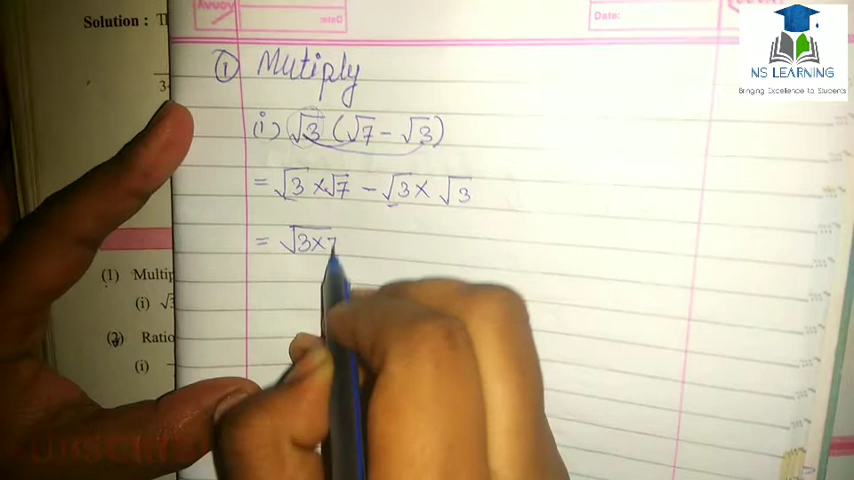 Solution : T
Date:
Date:
NS LEARNING
Bringing Excellence to Students
① Mutiply
(i) √3 (√7 - √3)
= √3 ×√7 - √3 × √3
= √3×7
(1) Multip
(i) √3
(2) Ratio
(i)